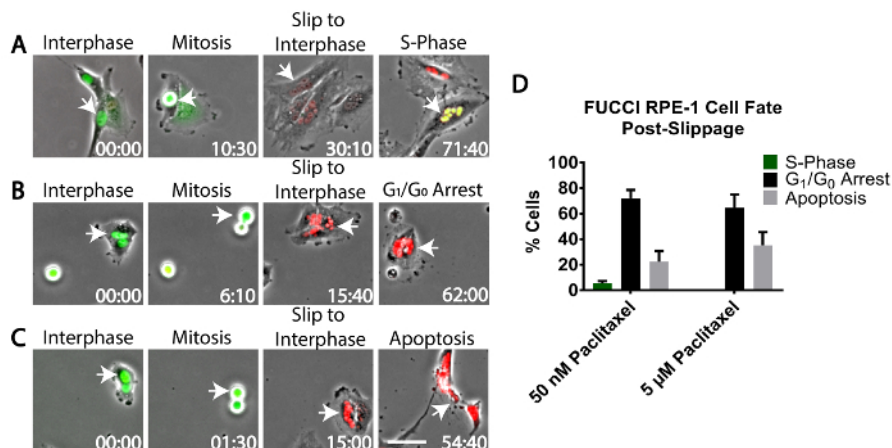 A
Interphase
Mitosis
Slip to
Interphase
S-Phase
00:00
10:30
30:10
71:40
B
Interphase
Mitosis
Slip to
Interphase
G₁/G₀ Arrest
00:00
6:10
15:40
62:00
C
Interphase
Mitosis
Slip to
Interphase
Apoptosis
00:00
01:30
15:00
54:40
D
FUCCI RPE-1 Cell Fate
Post-Slippage
S-Phase
G₁/G₀ Arrest
Apoptosis
% Cells
100
80
60
40
20
0
50 nM Paclitaxel
5 µM Paclitaxel